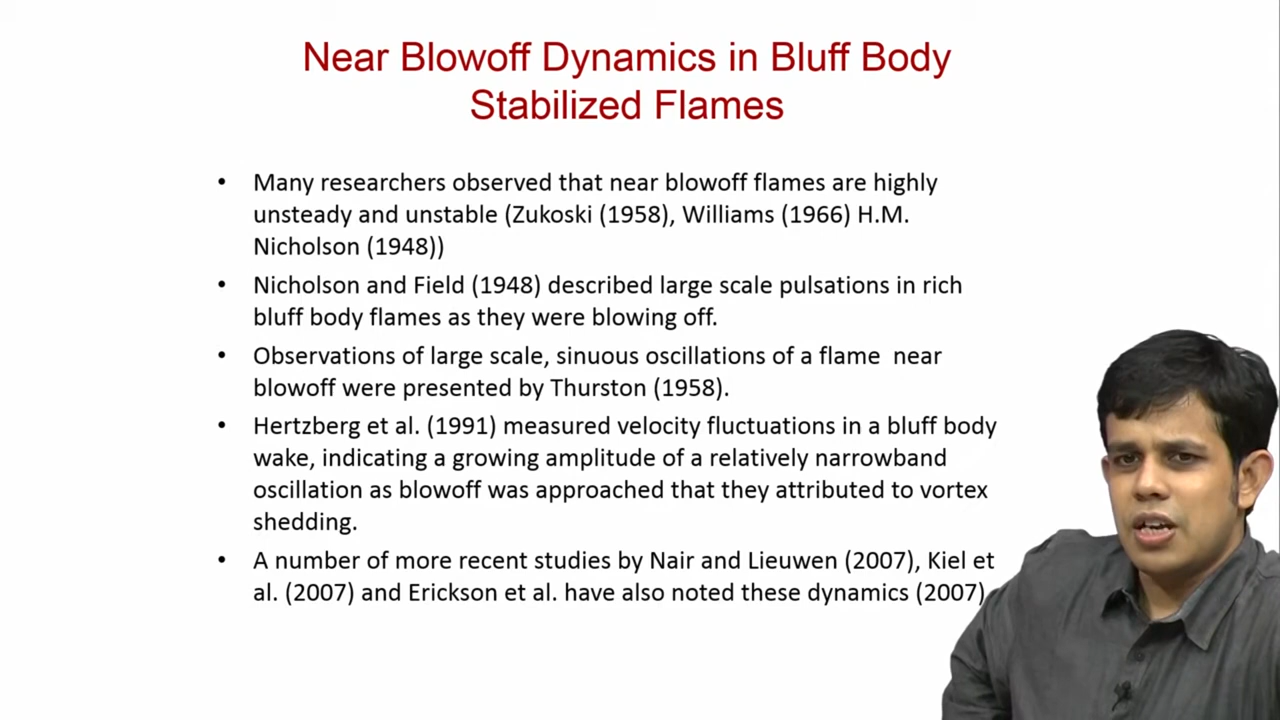 Near Blowoff Dynamics in Bluff Body
Stabilized Flames
• Many researchers observed that near blowoff flames are highly
unsteady and unstable (Zukoski (1958), Williams (1966) H.M.
Nicholson (1948))
• Nicholson and Field (1948) described large scale pulsations in rich
bluff body flames as they were blowing off.
• Observations of large scale, sinuous oscillations of a flame near
blowoff were presented by Thurston (1958).
• Hertzberg et al. (1991) measured velocity fluctuations in a bluff body
wake, indicating a growing amplitude of a relatively narrowband
oscillation as blowoff was approached that they attributed to vortex
shedding.
• A number of more recent studies by Nair and Lieuwen (2007), Kiel et
al. (2007) and Erickson et al. have also noted these dynamics (2007)